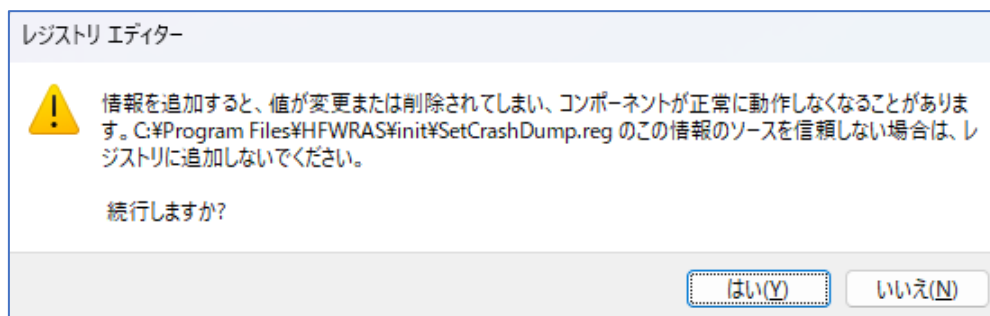 レジストリ エディター
情報を追加すると、値が変更または削除されてしまい、コンポーネントが正常に動作しなくなることがありま
す。C:¥Program Files¥HFWRAS¥init¥SetCrashDump.reg のこの情報のソースを信頼しない場合は、レ
ジストリに追加しないでください。
続行しますか?
はい(Y)
いいえ(N)